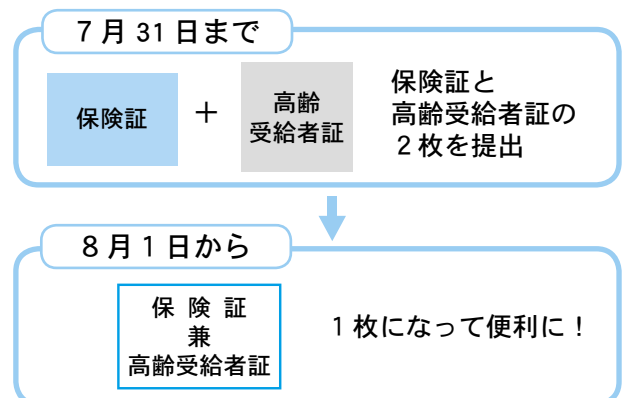 7月31日まで
保険証
＋
高齢
受給者証
保険証と
高齢受給者証の
2枚を提出
8月1日から
保険証
兼
高齢受給者証
1枚になって便利に！